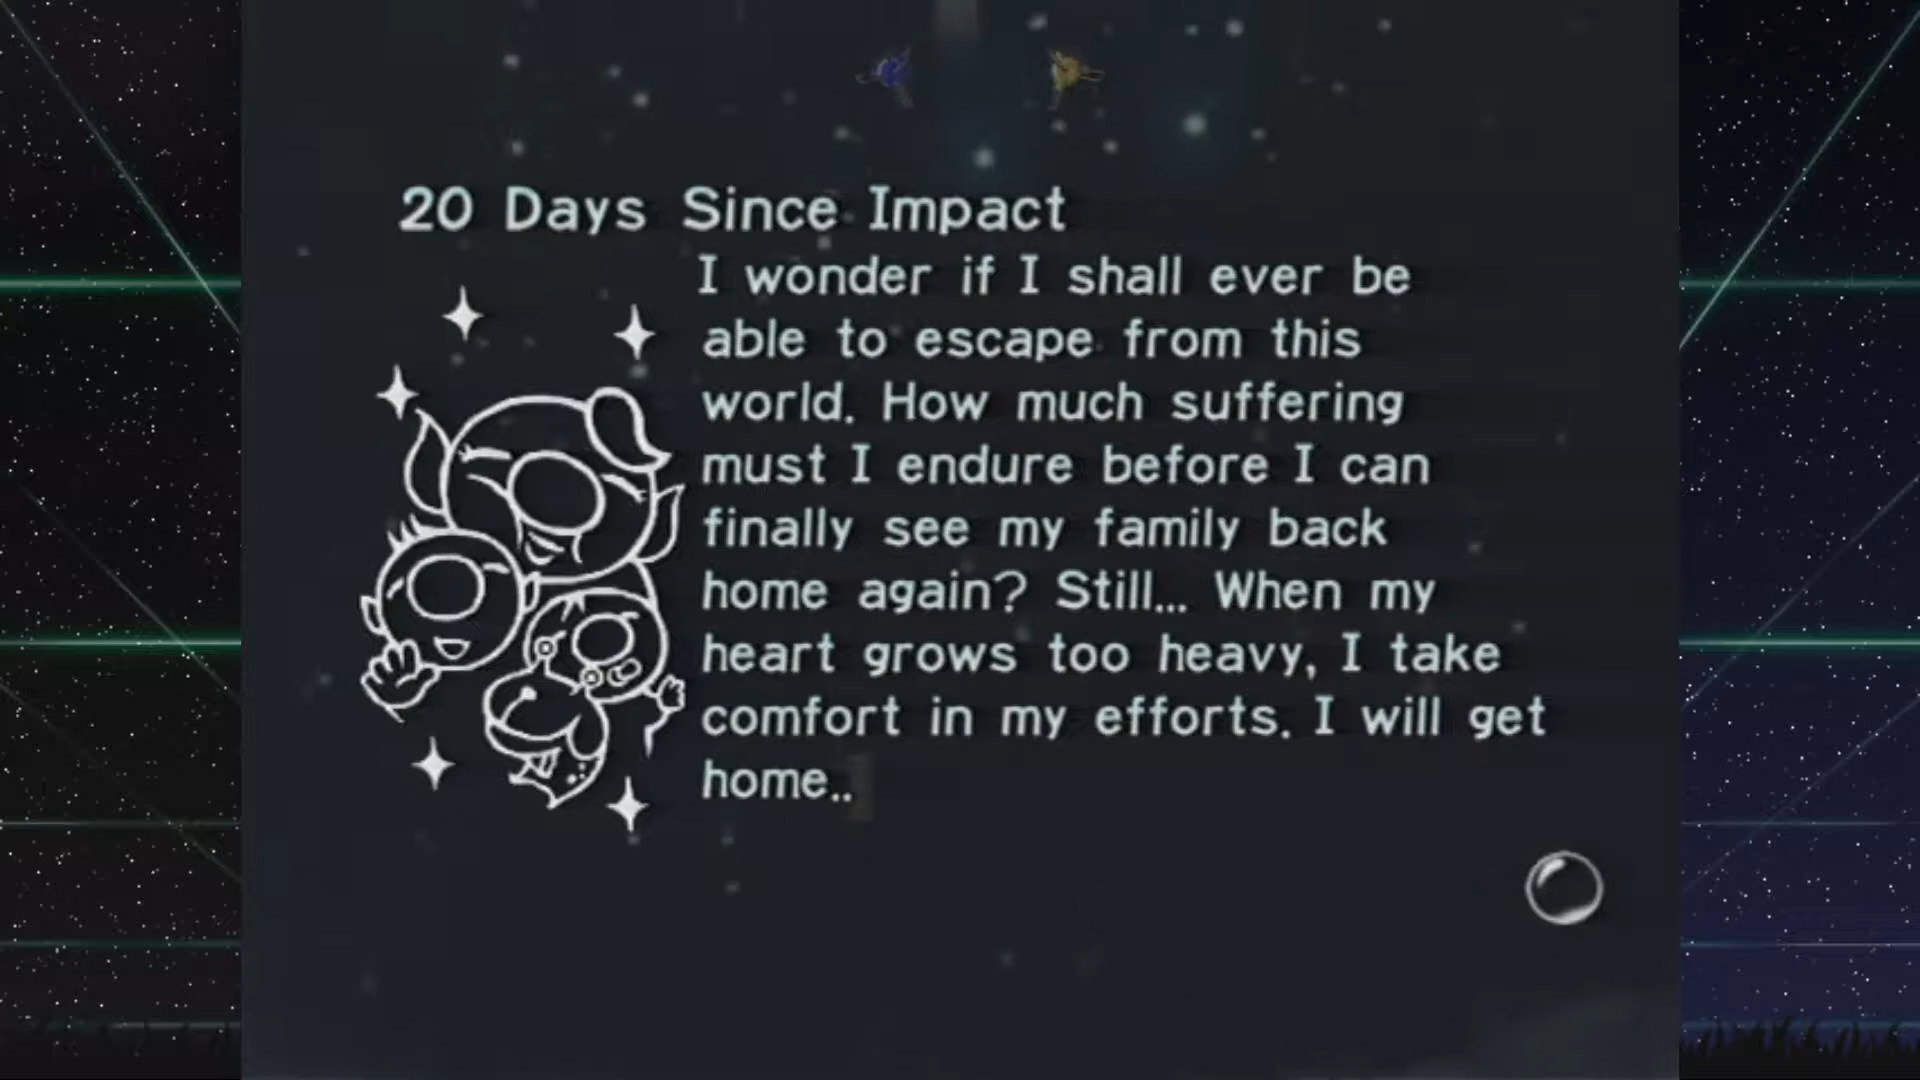 20 Days Since Impact
I wonder if I shall ever be
able to escape from this
world. How much suffering
must I endure before I can
finally see my family back
home again? Still... When my
heart grows too heavy, I take
comfort in my efforts. I will get
home..